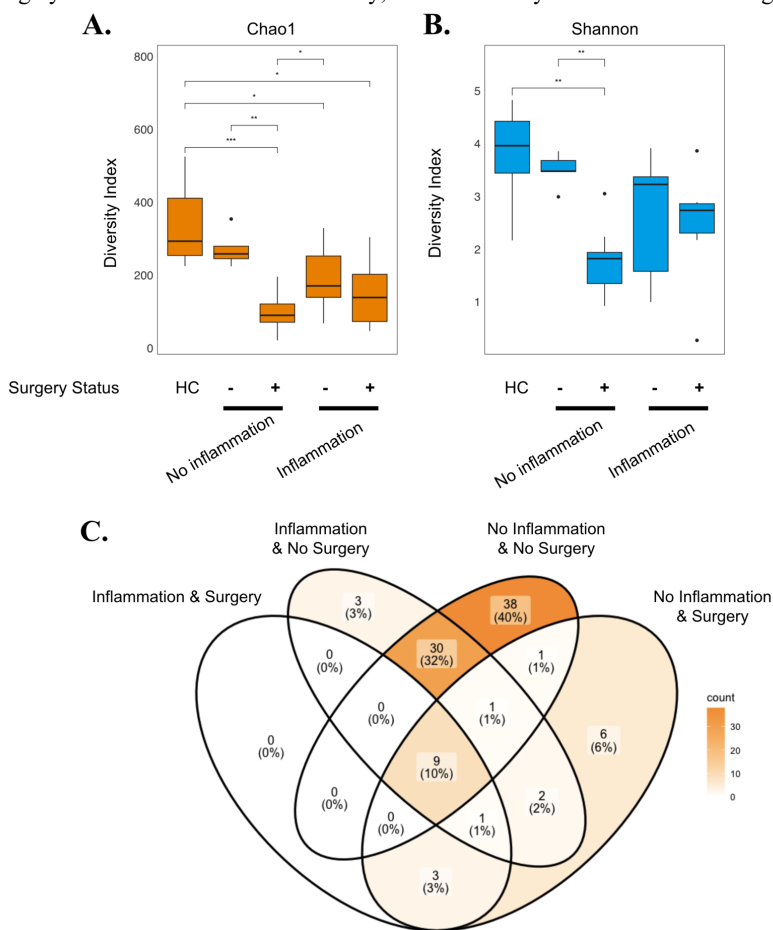 A.
Chao1
B.
Shannon
Diversity Index
800
600
400
200
0
*
*
*
**
***
Diversity Index
5
4
3
2
1
**
**
Surgery Status
HC - + - +
HC - + - +
No inflammation
Inflammation
No inflammation
Inflammation
C.
Inflammation
& No Surgery
No Inflammation
& No Surgery
Inflammation & Surgery
No Inflammation
& Surgery
3
(3%)
38
(40%)
30
(32%)
0
(0%)
1
(1%)
0
(0%)
1
(1%)
0
(0%)
6
(6%)
9
(10%)
0
(0%)
2
(2%)
0
(0%)
1
(1%)
3
(3%)
count
30
20
10
0